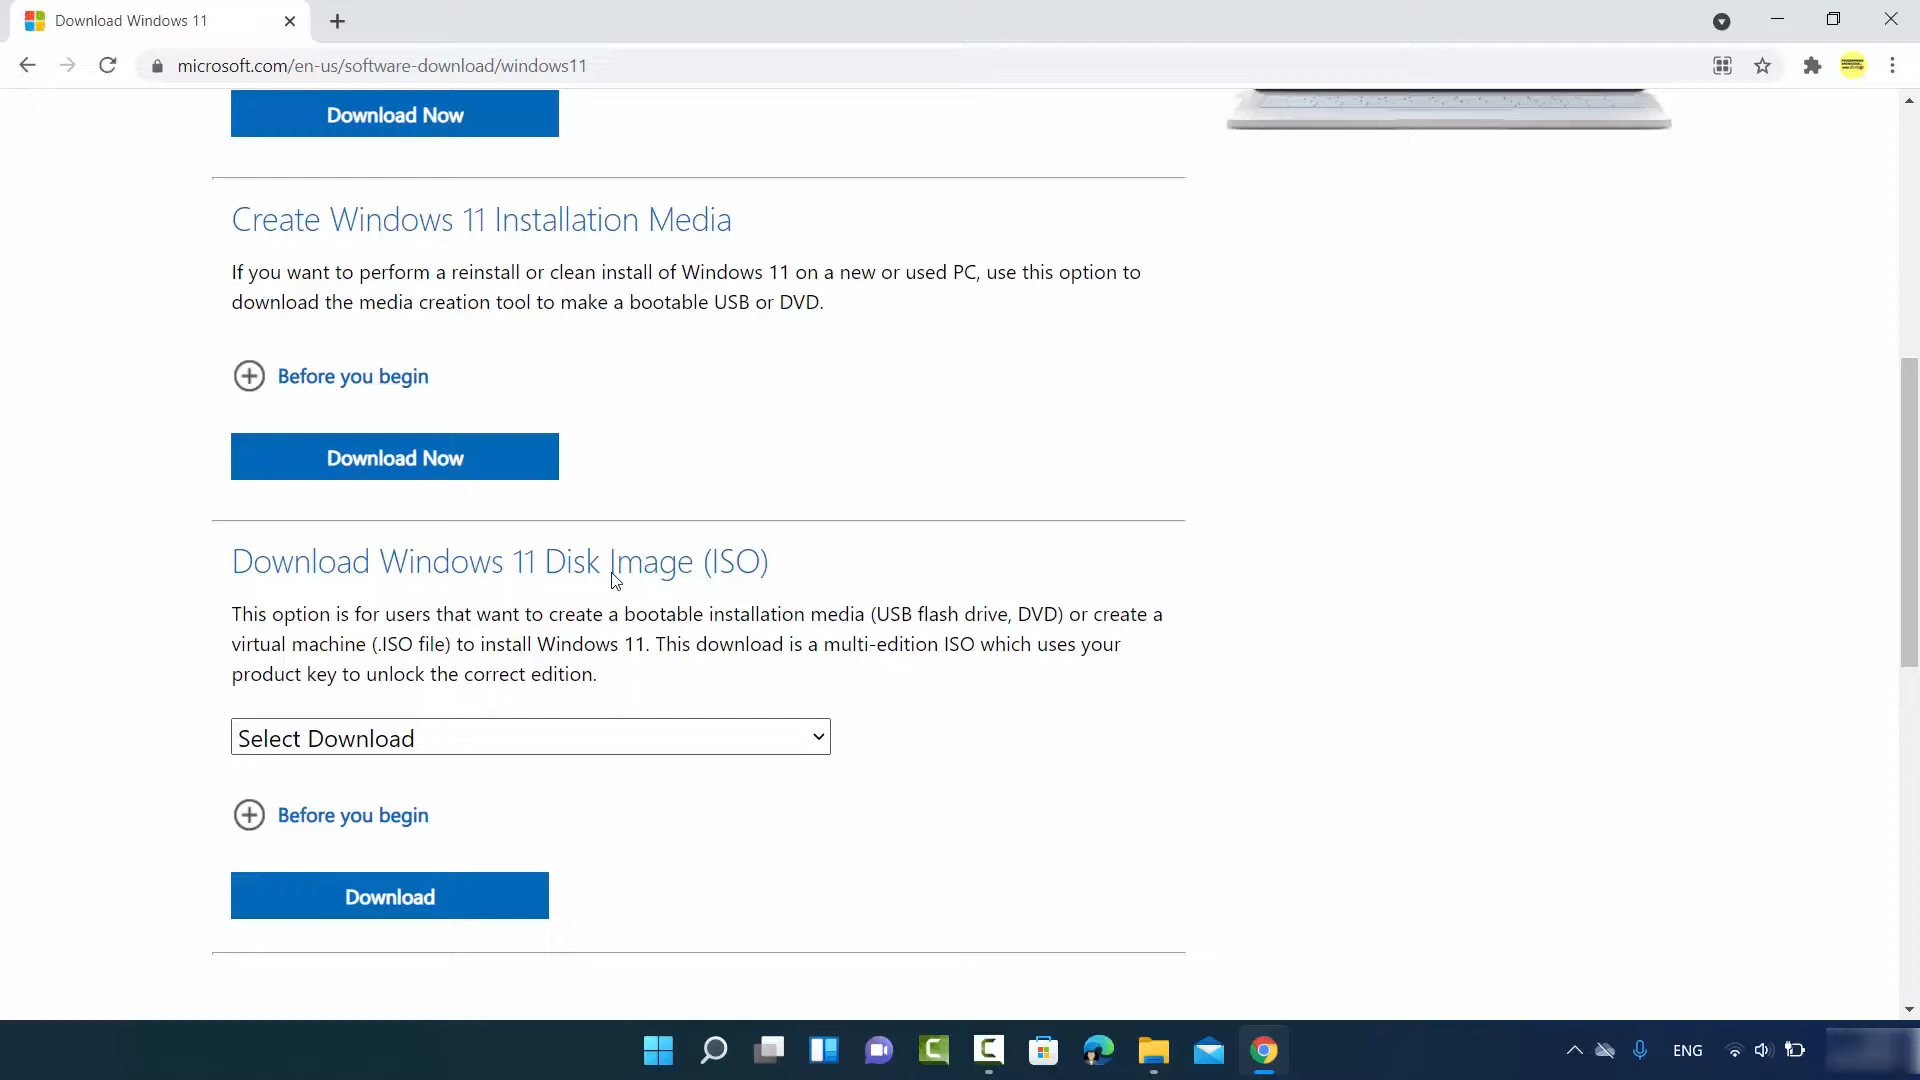 Download Windows 11
microsoft.com/en-us/software-download/windows11
Download Now
Create Windows 11 Installation Media
If you want to perform a reinstall or clean install of Windows 11 on a new or used PC, use this option to
download the media creation tool to make a bootable USB or DVD.
Before you begin
Download Now
Download Windows 11 Disk Image (ISO)
This option is for users that want to create a bootable installation media (USB flash drive, DVD) or create a
virtual machine (.ISO file) to install Windows 11. This download is a multi-edition ISO which uses your
product key to unlock the correct edition.
Select Download
Before you begin
Download
ENG